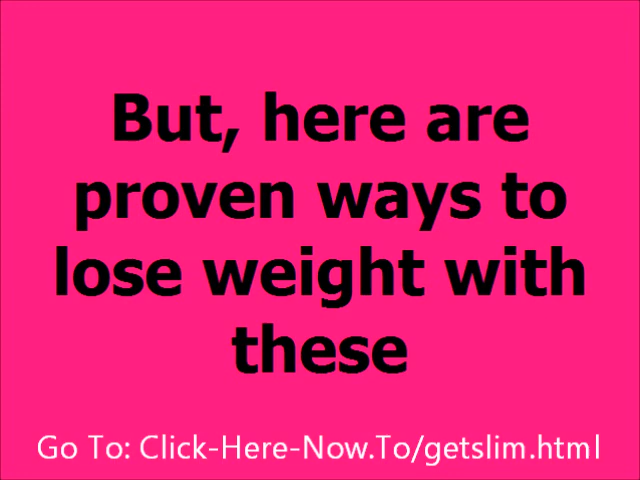 But, here are
proven ways to
lose weight with
these
Go To: Click-Here-Now.To/getslim.html